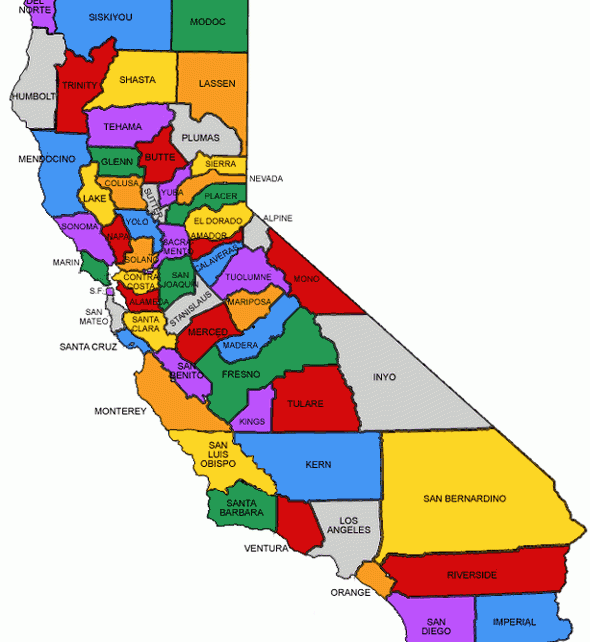 DEL
NORTE
SISKIYOU
MODOC
HUMBOLT
TRINITY
SHASTA
LASSEN
TEHAMA
PLUMAS
MENDOCINO
GLENN
BUTTE
SIERRA
NEVADA
COLUSA
SUTTER
YUBA
PLACER
LAKE
SONOMA
NAPA
YOLO
EL DORADO
ALPINE
AMADOR
SACRA
MENTO
MARIN
SOLANO
CALAVERAS
TUOLUMNE
MONO
CONTRA
COSTA
SAN
JOAQUIN
S.F.
ALAMEDA
STANISLAUS
MARIPOSA
SAN
MATEO
SANTA
CLARA
MERCED
MADERA
SANTA CRUZ
SAN
BENITO
FRESNO
INYO
MONTEREY
KINGS
TULARE
SAN
LUIS
OBISPO
KERN
SAN BERNARDINO
SANTA
BARBARA
VENTURA
LOS
ANGELES
ORANGE
RIVERSIDE
SAN
DIEGO
IMPERIAL